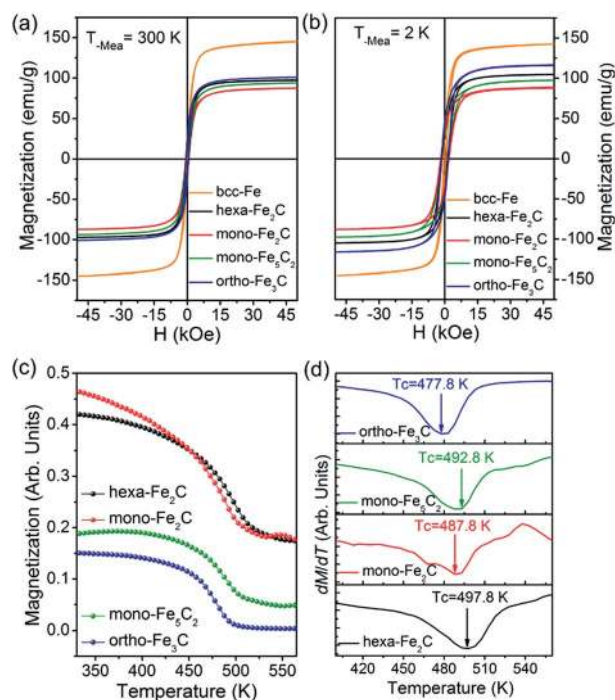 (a)
T-Mea = 300 K
Magnetization (emu/g)
150
100
50
0
-50
-100
-150
bcc-Fe
hexa-Fe₂C
mono-Fe₂C
mono-Fe₅C₂
ortho-Fe₃C
-45 -30 -15 0 15 30 45
H (kOe)
(b)
T-Mea = 2 K
150
100
50
0
-50
-100
-150
Magnetization (emu/g)
bcc-Fe
hexa-Fe₂C
mono-Fe₂C
mono-Fe₅C₂
ortho-Fe₃C
-45 -30 -15 0 15 30 45
H (kOe)
(c)
Magnetization (Arb. Units)
0.5
0.4
0.3
0.2
0.1
0.0
hexa-Fe₂C
mono-Fe₂C
mono-Fe₅C₂
ortho-Fe₃C
350 400 450 500 550
Temperature (K)
(d)
dM/dT (Arb. Units)
Tc=477.8 K
ortho-Fe₃C
Tc=492.8 K
mono-Fe₅C₂
Tc=487.8 K
mono-Fe₂C
Tc=497.8 K
hexa-Fe₂C
420 450 480 510 540
Temperature (K)